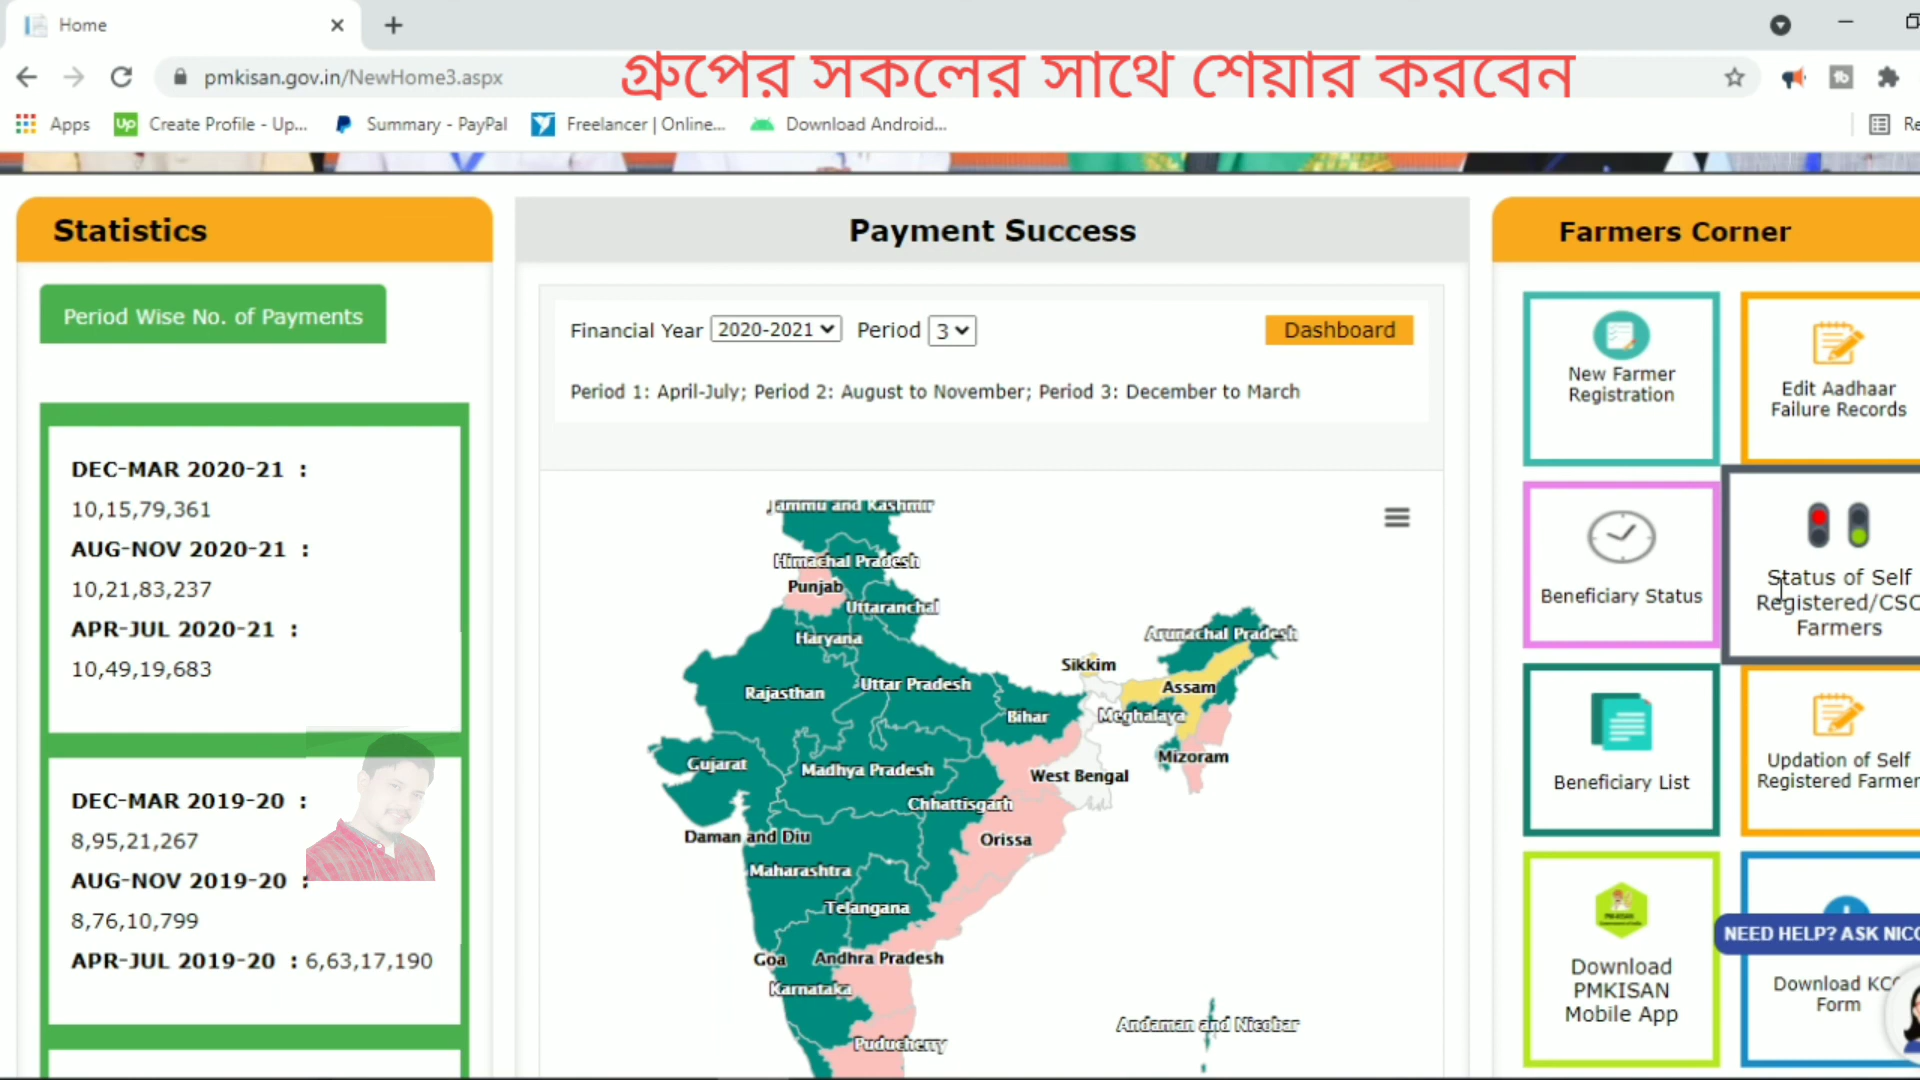 Home
pmkisan.gov.in/NewHome3.aspx
গ্রুপের সকলের সাথে শেয়ার করবেন
Apps
Up
Create Profile - Up...
Summary - PayPal
Freelancer | Online...
Download Android...
Statistics
Period Wise No. of Payments
DEC-MAR 2020-21 :
10,15,79,361
AUG-NOV 2020-21 :
10,21,83,237
APR-JUL 2020-21 :
10,49,19,683
DEC-MAR 2019-20 :
8,95,21,267
AUG-NOV 2019-20 :
8,76,10,799
APR-JUL 2019-20 : 6,63,17,190
Payment Success
Financial Year 2020-2021 Period 3
Dashboard
Period 1: April-July; Period 2: August to November; Period 3: December to March
Jammu and Kashmir
Himachal Pradesh
Punjab
Uttaranchal
Haryana
Arunachal Pradesh
Sikkim
Uttar Pradesh
Assam
Rajasthan
Bihar
Meghalaya
Mizoram
Gujarat
Madhya Pradesh
West Bengal
Chhattisgarh
Daman and Diu
Orissa
Maharashtra
Telangana
Goa
Andhra Pradesh
Karnataka
Andaman and Nicobar
Puducherry
Farmers Corner
New Farmer
Registration
Edit Aadhaar
Failure Records
Beneficiary Status
Status of Self
Registered/CSC
Farmers
Beneficiary List
Updation of Self
Registered Farmer
Download
PMKISAN
Mobile App
NEED HELP? ASK NIC
Download KC
Form